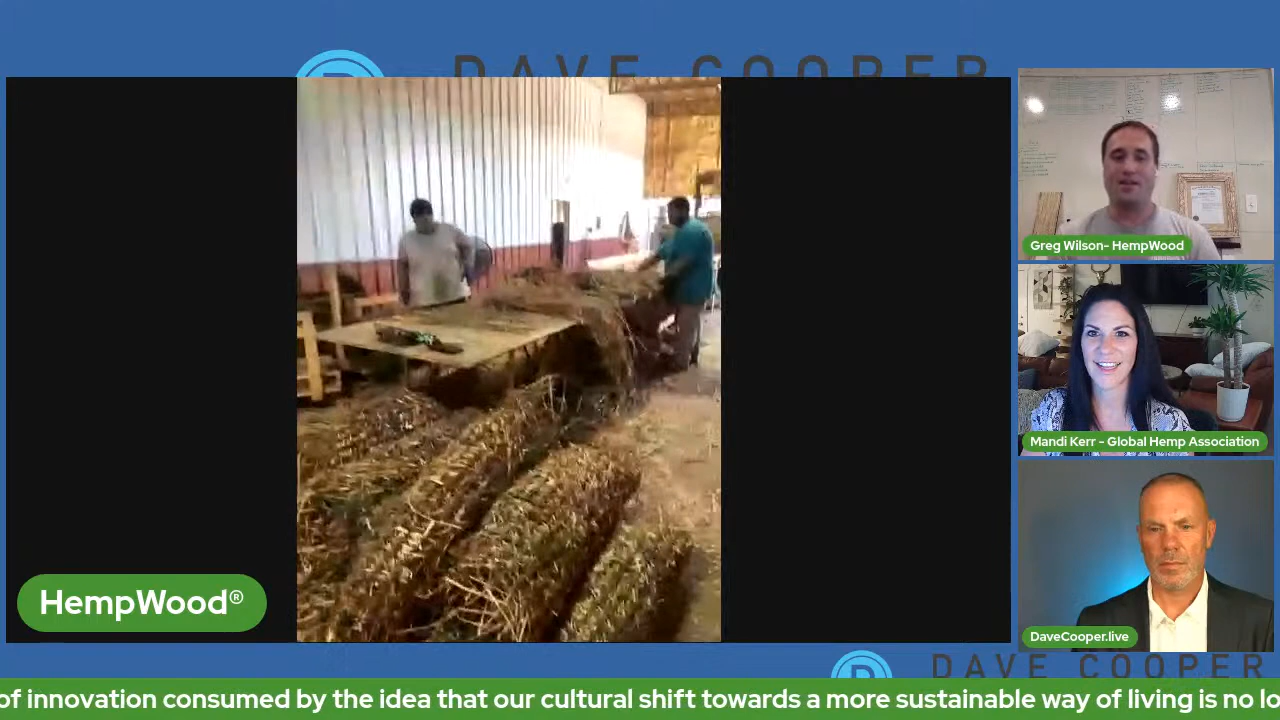 DAVE COOPER
Greg Wilson- HempWood
Mandi Kerr - Global Hemp Association
HempWood®
DaveCooper.live
DAVE COOPER
of innovation consumed by the idea that our cultural shift towards a more sustainable way of living is no lo